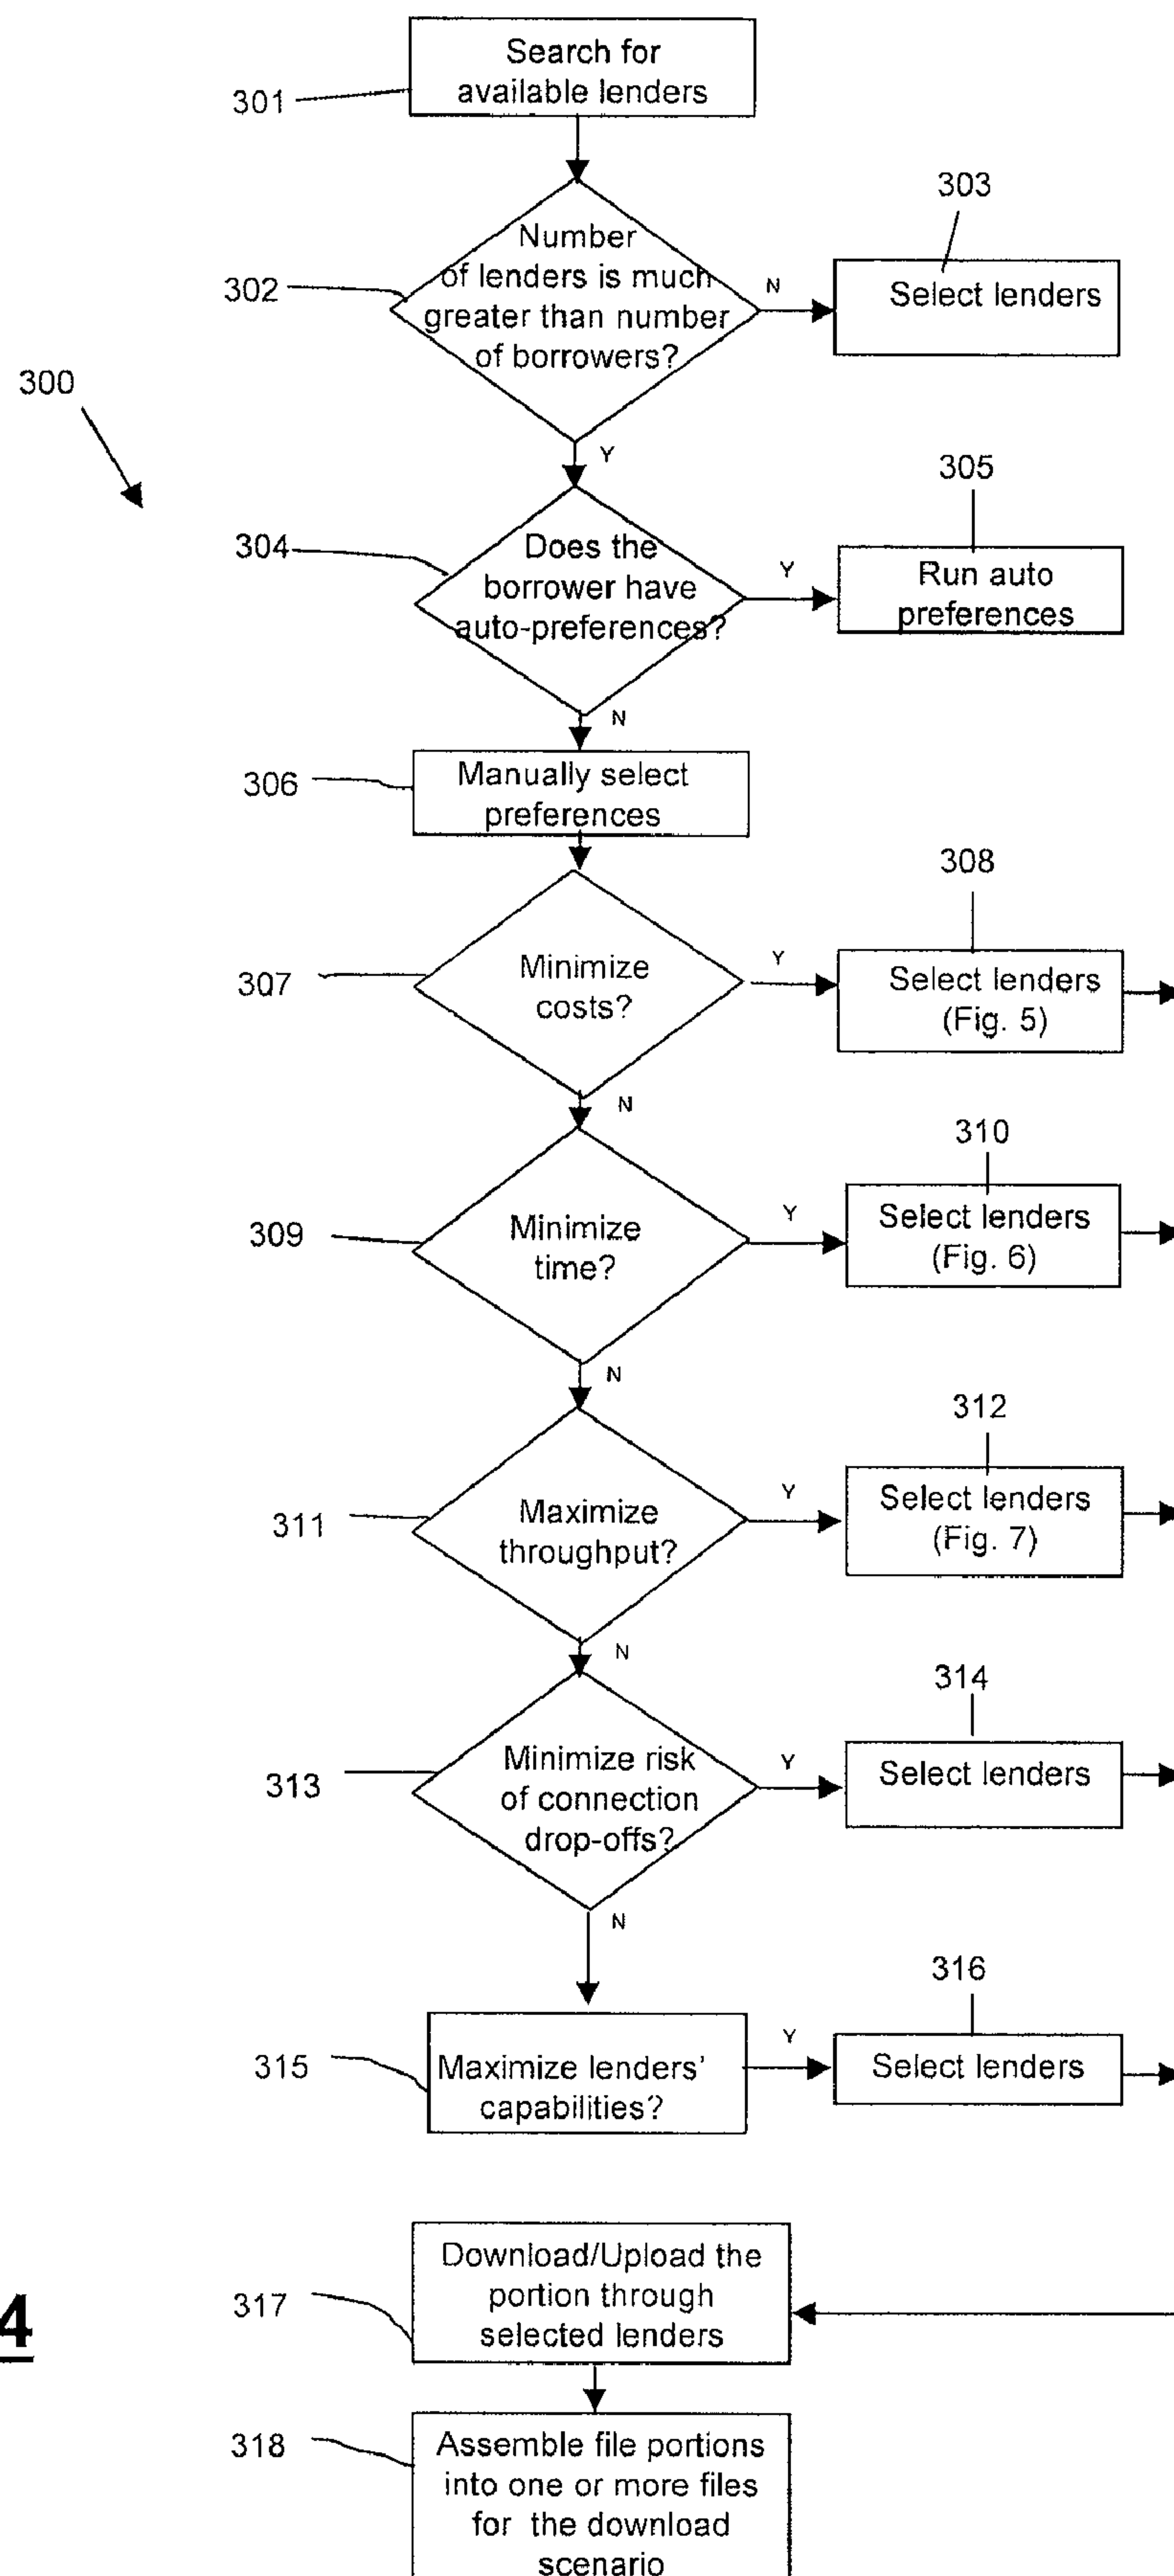 Search for
available lenders
301
303
Number
of lenders is much
greater than number
of borrowers?
302
N
Select lenders
300
Y
305
304
Does the
borrower have
auto-preferences?
Y
Run auto
preferences
N
306
Manually select
preferences
308
307
Minimize
costs?
Y
Select lenders
(Fig. 5)
N
310
309
Minimize
time?
Y
Select lenders
(Fig. 6)
N
312
311
Maximize
throughput?
Y
Select lenders
(Fig. 7)
N
314
313
Minimize risk
of connection
drop-offs?
Y
Select lenders
N
316
315
Maximize lenders'
capabilities?
Y
Select lenders
317
Download/Upload the
portion through
selected lenders
4
318
Assemble file portions
into one or more files
for the download
scenario